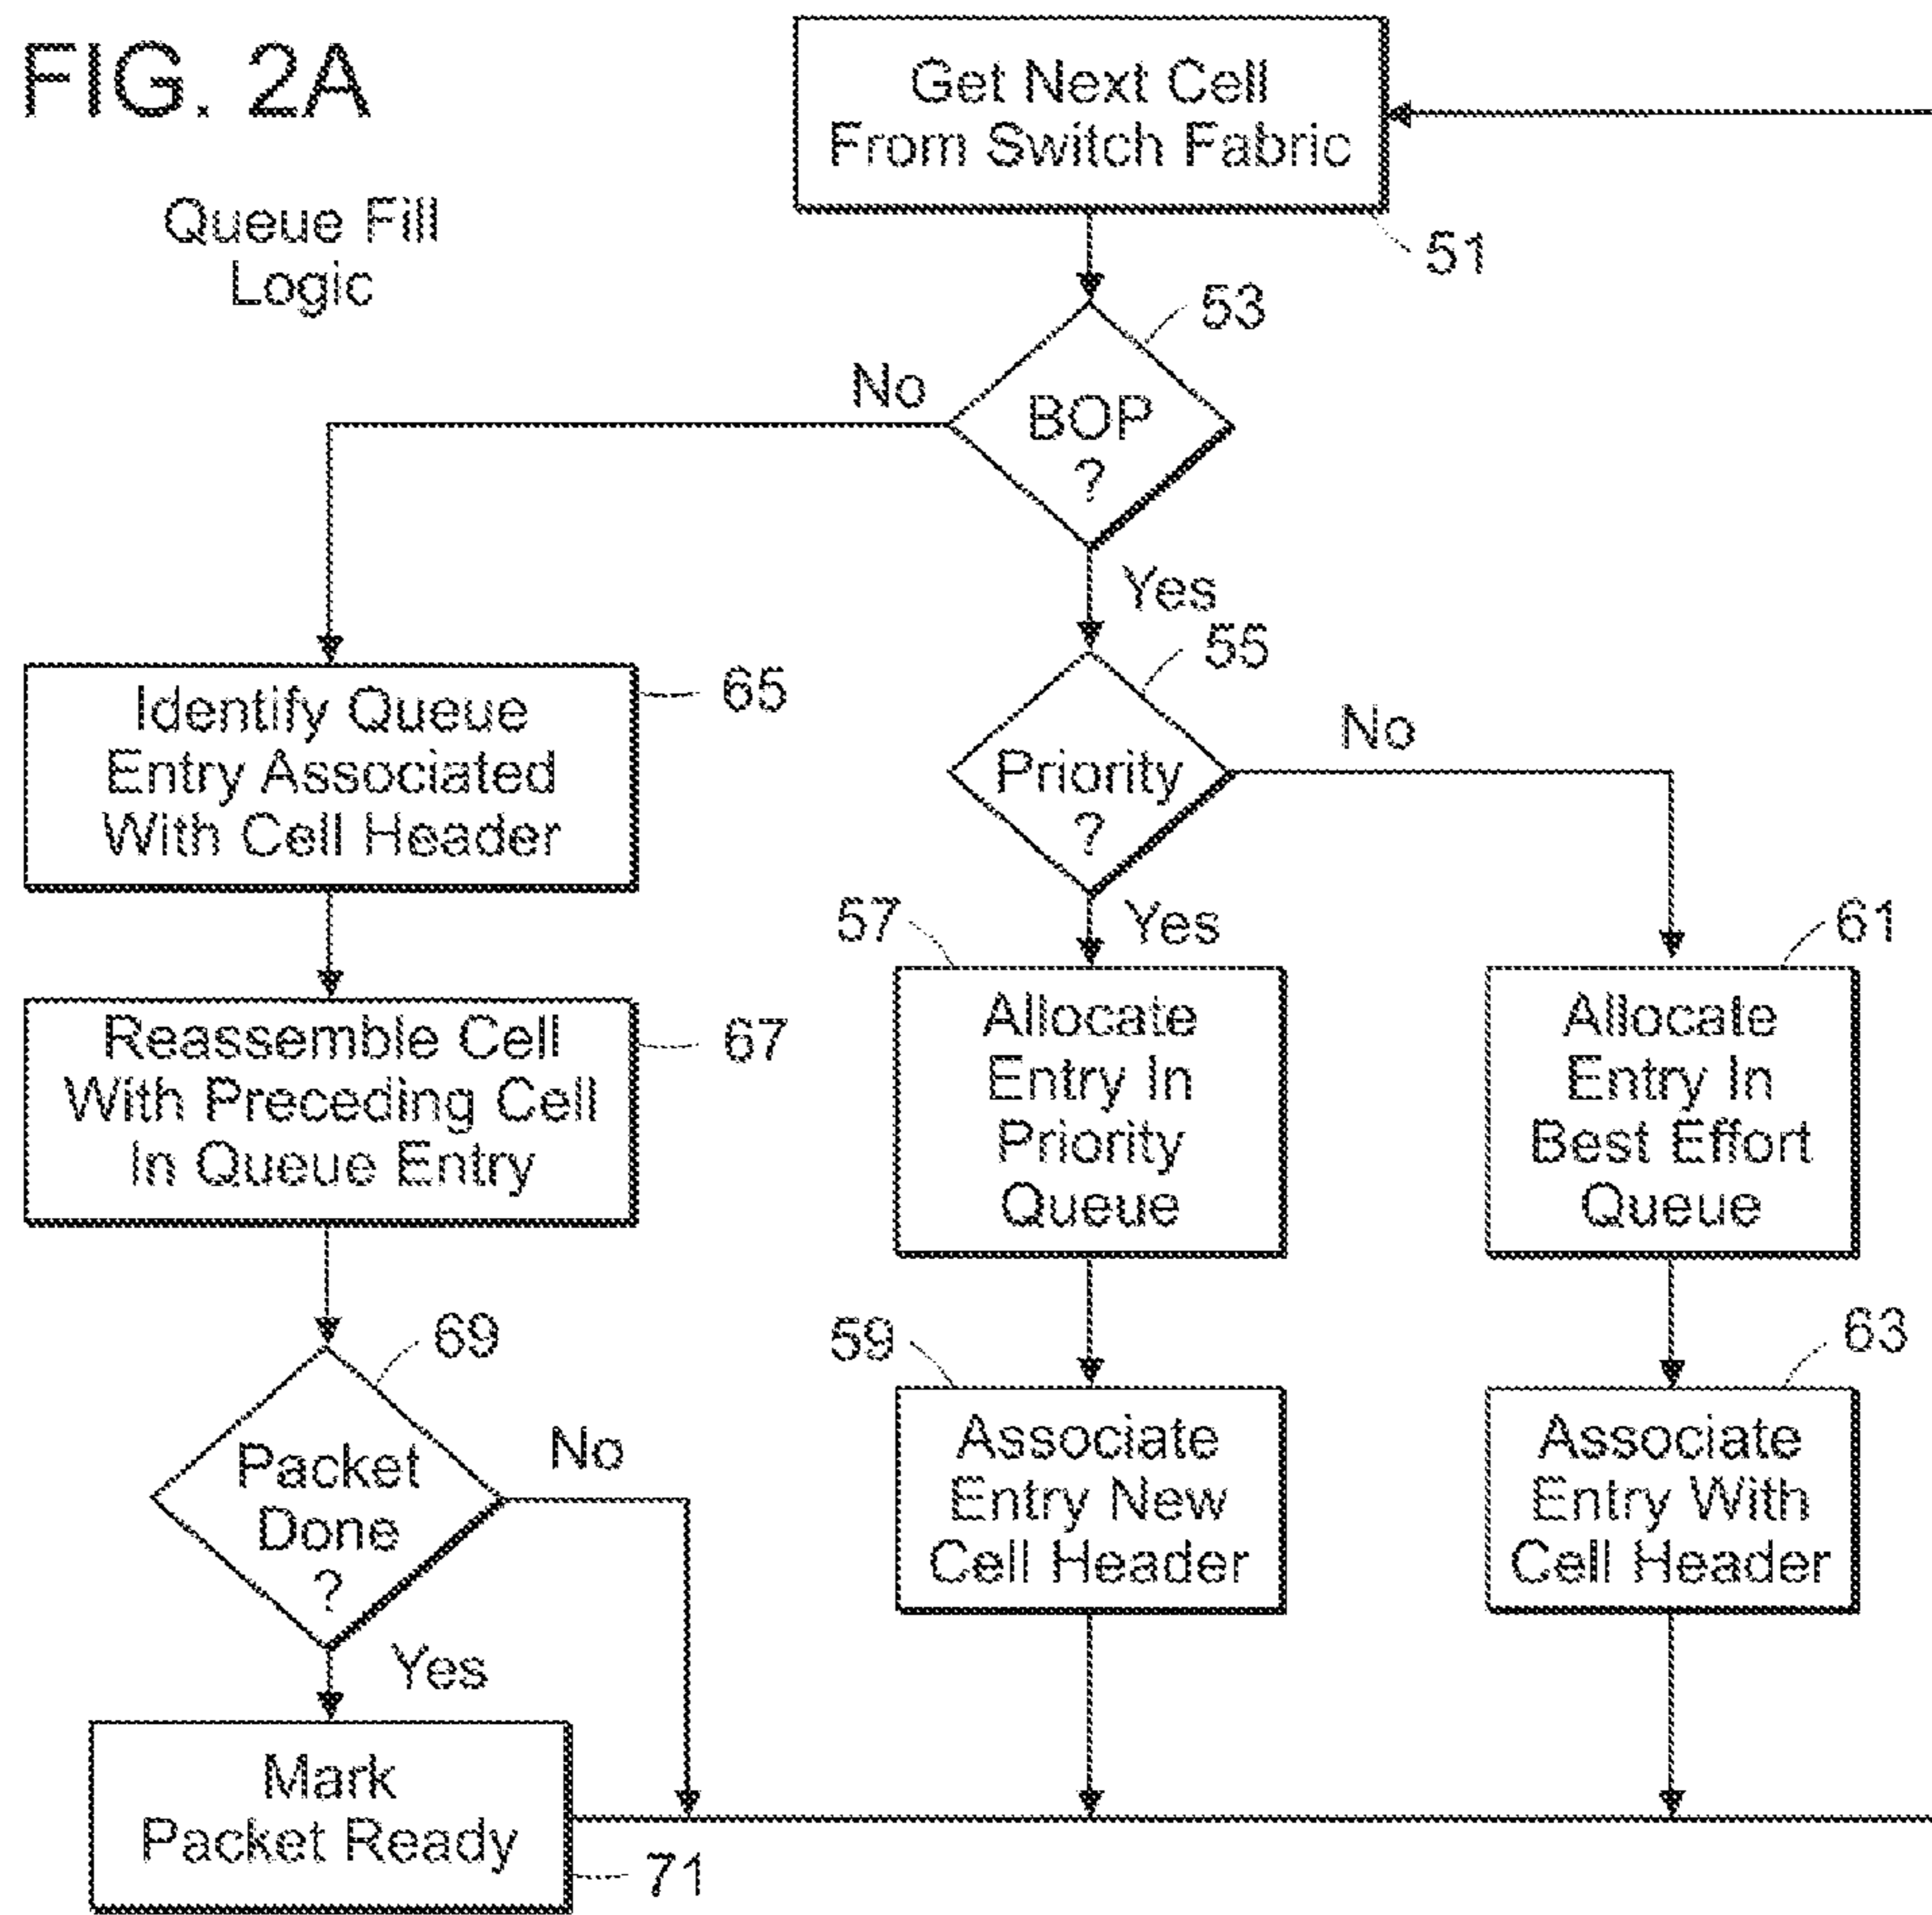 FIG. 2A
Queue Fill
Logic
Get Next Cell
From Switch Fabric
51
53
No
BOP
?
Yes
55
Priority
?
No
Yes
65
Identify Queue
Entry Associated
With Cell Header
67
Reassemble Cell
With Preceding Cell
In Queue Entry
57
Allocate
Entry In
Priority
Queue
61
Allocate
Entry In
Best Effort
Queue
69
Packet
Done
?
No
Yes
59
Associate
Entry New
Cell Header
63
Associate
Entry With
Cell Header
Mark
Packet Ready
71